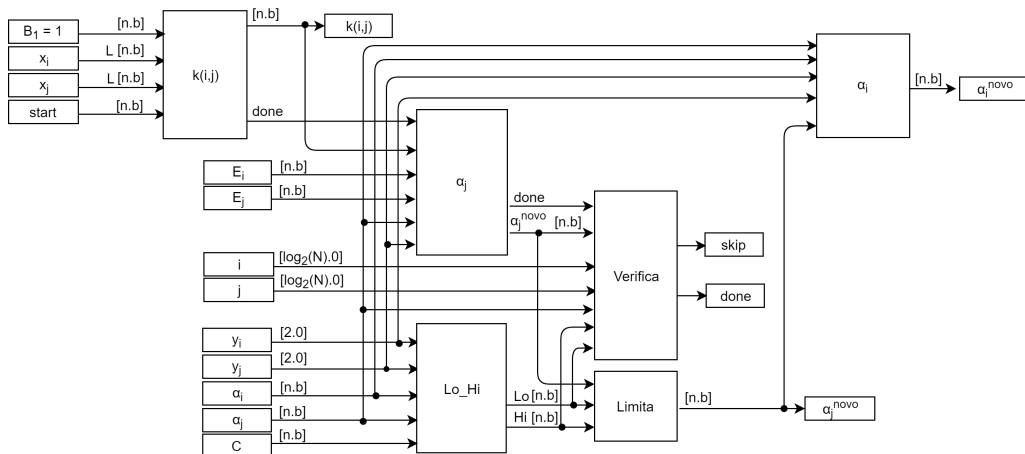 B₁ = 1
[n.b]
xᵢ
L [n.b]
xⱼ
L [n.b]
start
[n.b]
k(i,j)
[n.b]
k(i,j)
done
Eᵢ
[n.b]
Eⱼ
[n.b]
αⱼ
done
αⱼⁿᵒᵛᵒ
[n.b]
i
[log₂(N).0]
j
[log₂(N).0]
Verifica
skip
done
yᵢ
[2.0]
yⱼ
[2.0]
αᵢ
[n.b]
αⱼ
[n.b]
C
[n.b]
Lo_Hi
Lo [n.b]
Hi [n.b]
Limita
[n.b]
αⱼⁿᵒᵛᵒ
αᵢ
[n.b]
αᵢⁿᵒᵛᵒ